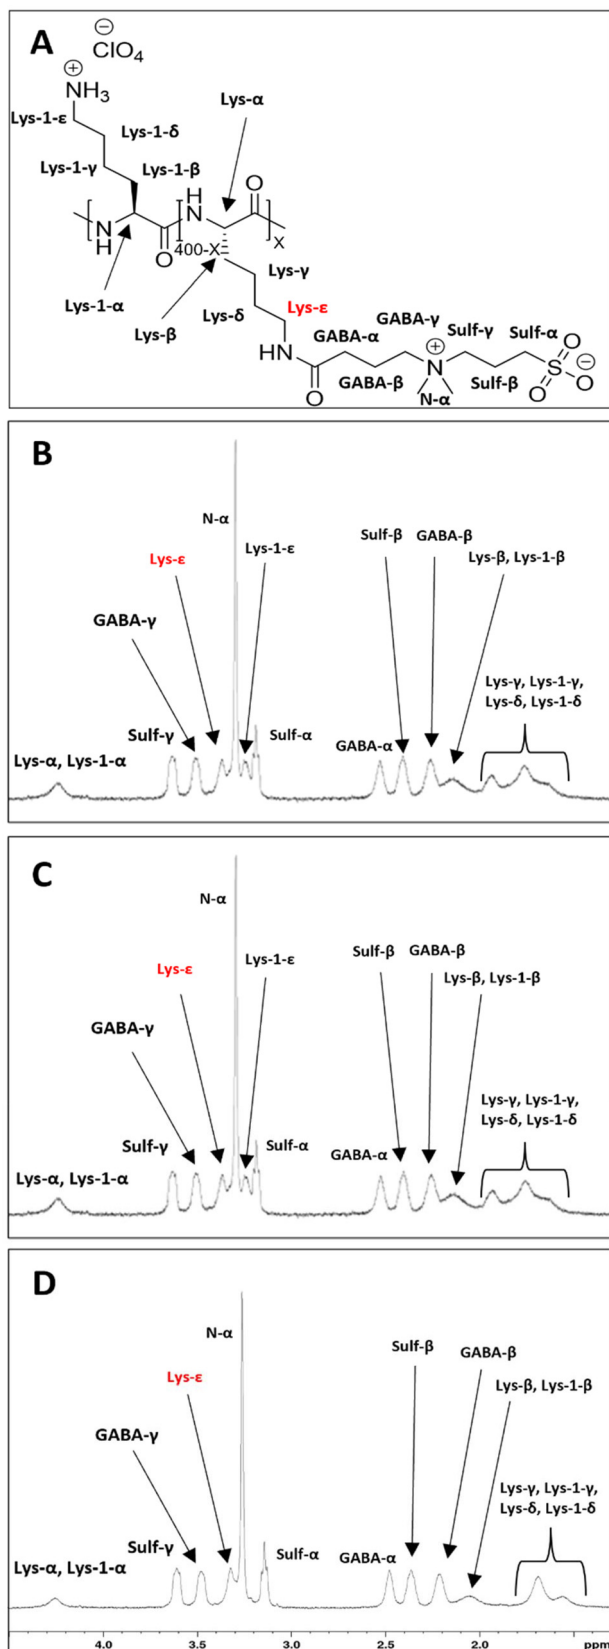 A
⊖
ClO4
⊕
NH3
Lys-α
Lys-1-ε
Lys-1-δ
Lys-1-γ
Lys-1-β
H
N
O
N
H
O
400-X
X
Lys-1-α
Lys-γ
Lys-β
Lys-δ
Lys-ε
GABA-α
GABA-γ
Sulf-γ
Sulf-α
HN
⊕
N
O
⊖
S
O
O
O
GABA-β
N-α
Sulf-β
B
N-α
Sulf-β
GABA-β
Lys-ε
Lys-1-ε
Lys-β, Lys-1-β
GABA-γ
Lys-γ, Lys-1-γ,
Lys-δ, Lys-1-δ
Sulf-γ
Sulf-α
GABA-α
Lys-α, Lys-1-α
C
N-α
Sulf-β
GABA-β
Lys-ε
Lys-1-ε
Lys-β, Lys-1-β
GABA-γ
Lys-γ, Lys-1-γ,
Lys-δ, Lys-1-δ
Sulf-γ
Sulf-α
GABA-α
Lys-α, Lys-1-α
D
N-α
Sulf-β
GABA-β
Lys-ε
Lys-β, Lys-1-β
GABA-γ
Lys-γ, Lys-1-γ,
Lys-δ, Lys-1-δ
Sulf-γ
Sulf-α
GABA-α
Lys-α, Lys-1-α
4.0 3.5 3.0 2.5 2.0 ppm